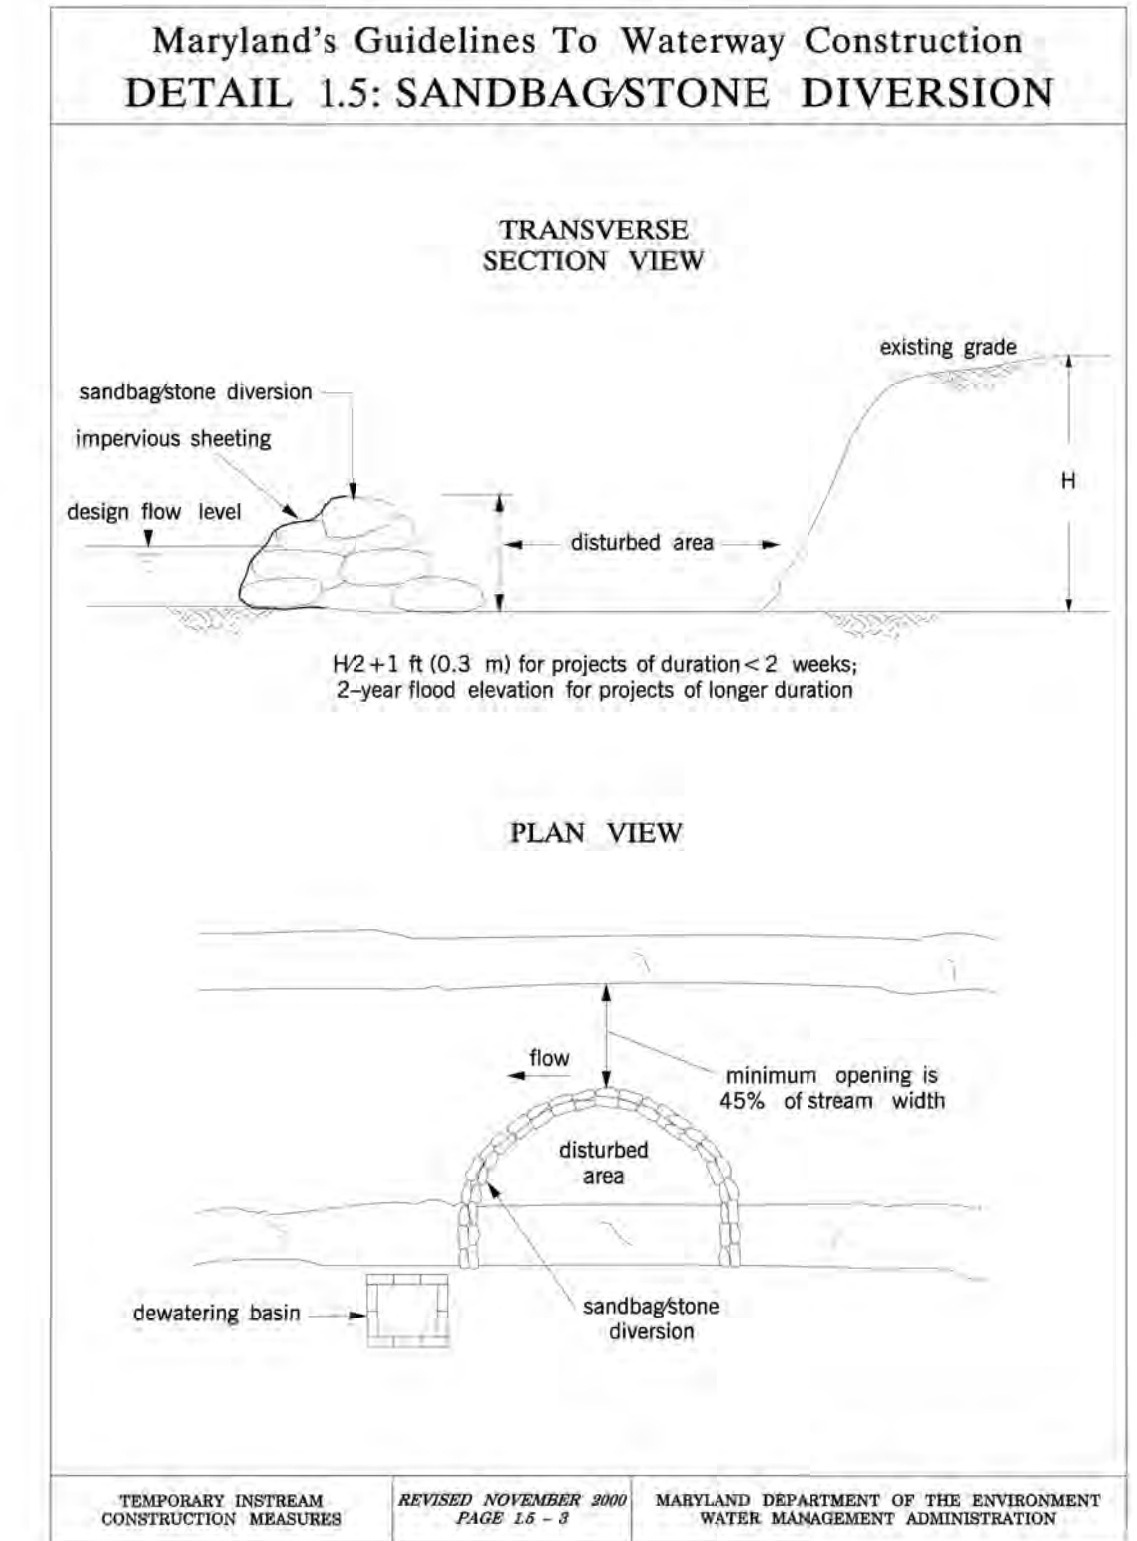 Maryland's Guidelines To Waterway Construction
DETAIL 1.5: SANDBAG/STONE DIVERSION
TRANSVERSE
SECTION VIEW
existing grade
sandbag/stone diversion
impervious sheeting
H
design flow level
disturbed area
H/2+1 ft (0.3 m) for projects of duration< 2 weeks;
2-year flood elevation for projects of longer duration
PLAN VIEW
flow
minimum opening is
45% of stream width
disturbed
area
dewatering basin
sandbag/stone
diversion
TEMPORARY INSTREAM
CONSTRUCTION MEASURES
REVISED NOVEMBER 2000
PAGE 1.5 - 3
MARYLAND DEPARTMENT OF THE ENVIRONMENT
WATER MANAGEMENT ADMINISTRATION